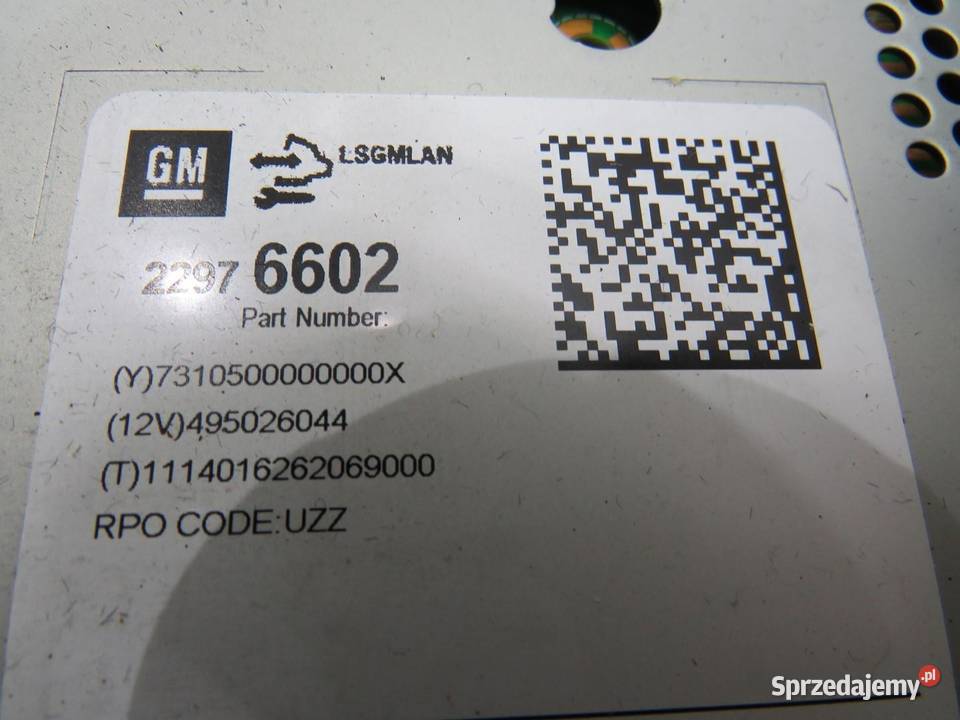 GM
LSGMLAN
2297 6602
Part Number:
(Y)7310500000000X
(12V)495026044
(T)1114016262069000
RPO CODE:UZZ
Sprzedajemy.pl